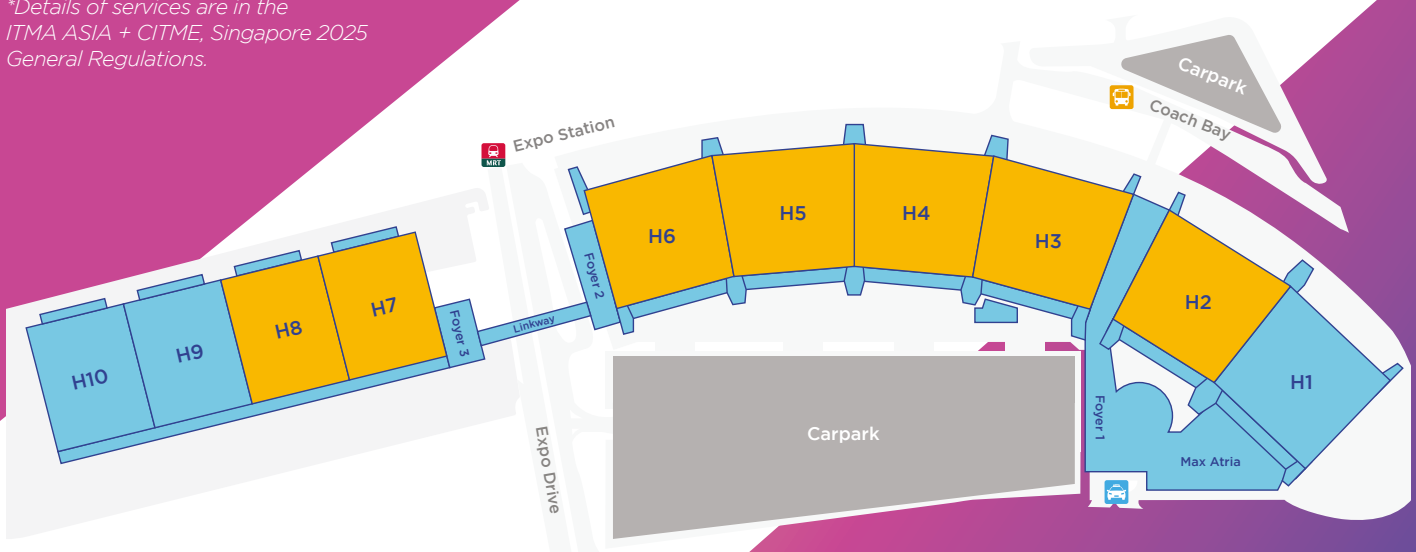 *Details of services are in the
ITMA ASIA + CITME, Singapore 2025
General Regulations.
Carpark
Coach Bay
Expo Station
MRT
H6
H5
H4
H3
H2
H1
Foyer 2
Linkway
Foyer 3
H7
H8
H9
H10
Expo Drive
Carpark
Foyer 1
Max Atria